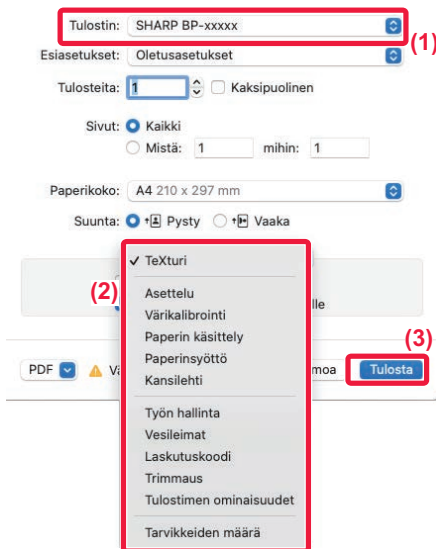 Tulostin: SHARP BP-xxxxx
(1)
Esiasetukset: Oletusasetukset
Tulosteita: 1 Kaksipuolinen
Sivut: Kaikki
Mistä: 1 mihin: 1
Paperikoko: A4 210 x 297 mm
Suunta: Pysty Vaaka
TeXturi
(2)
Asettelu
lle
Värikalibrointi
Paperin käsittely
Paperinsyöttö
Kansilehti
(3)
PDF Vä moa Tulosta
Työn hallinta
Vesileimat
Laskutuskoodi
Trimmaus
Tulostimen ominaisuudet
Tarvikkeiden määrä